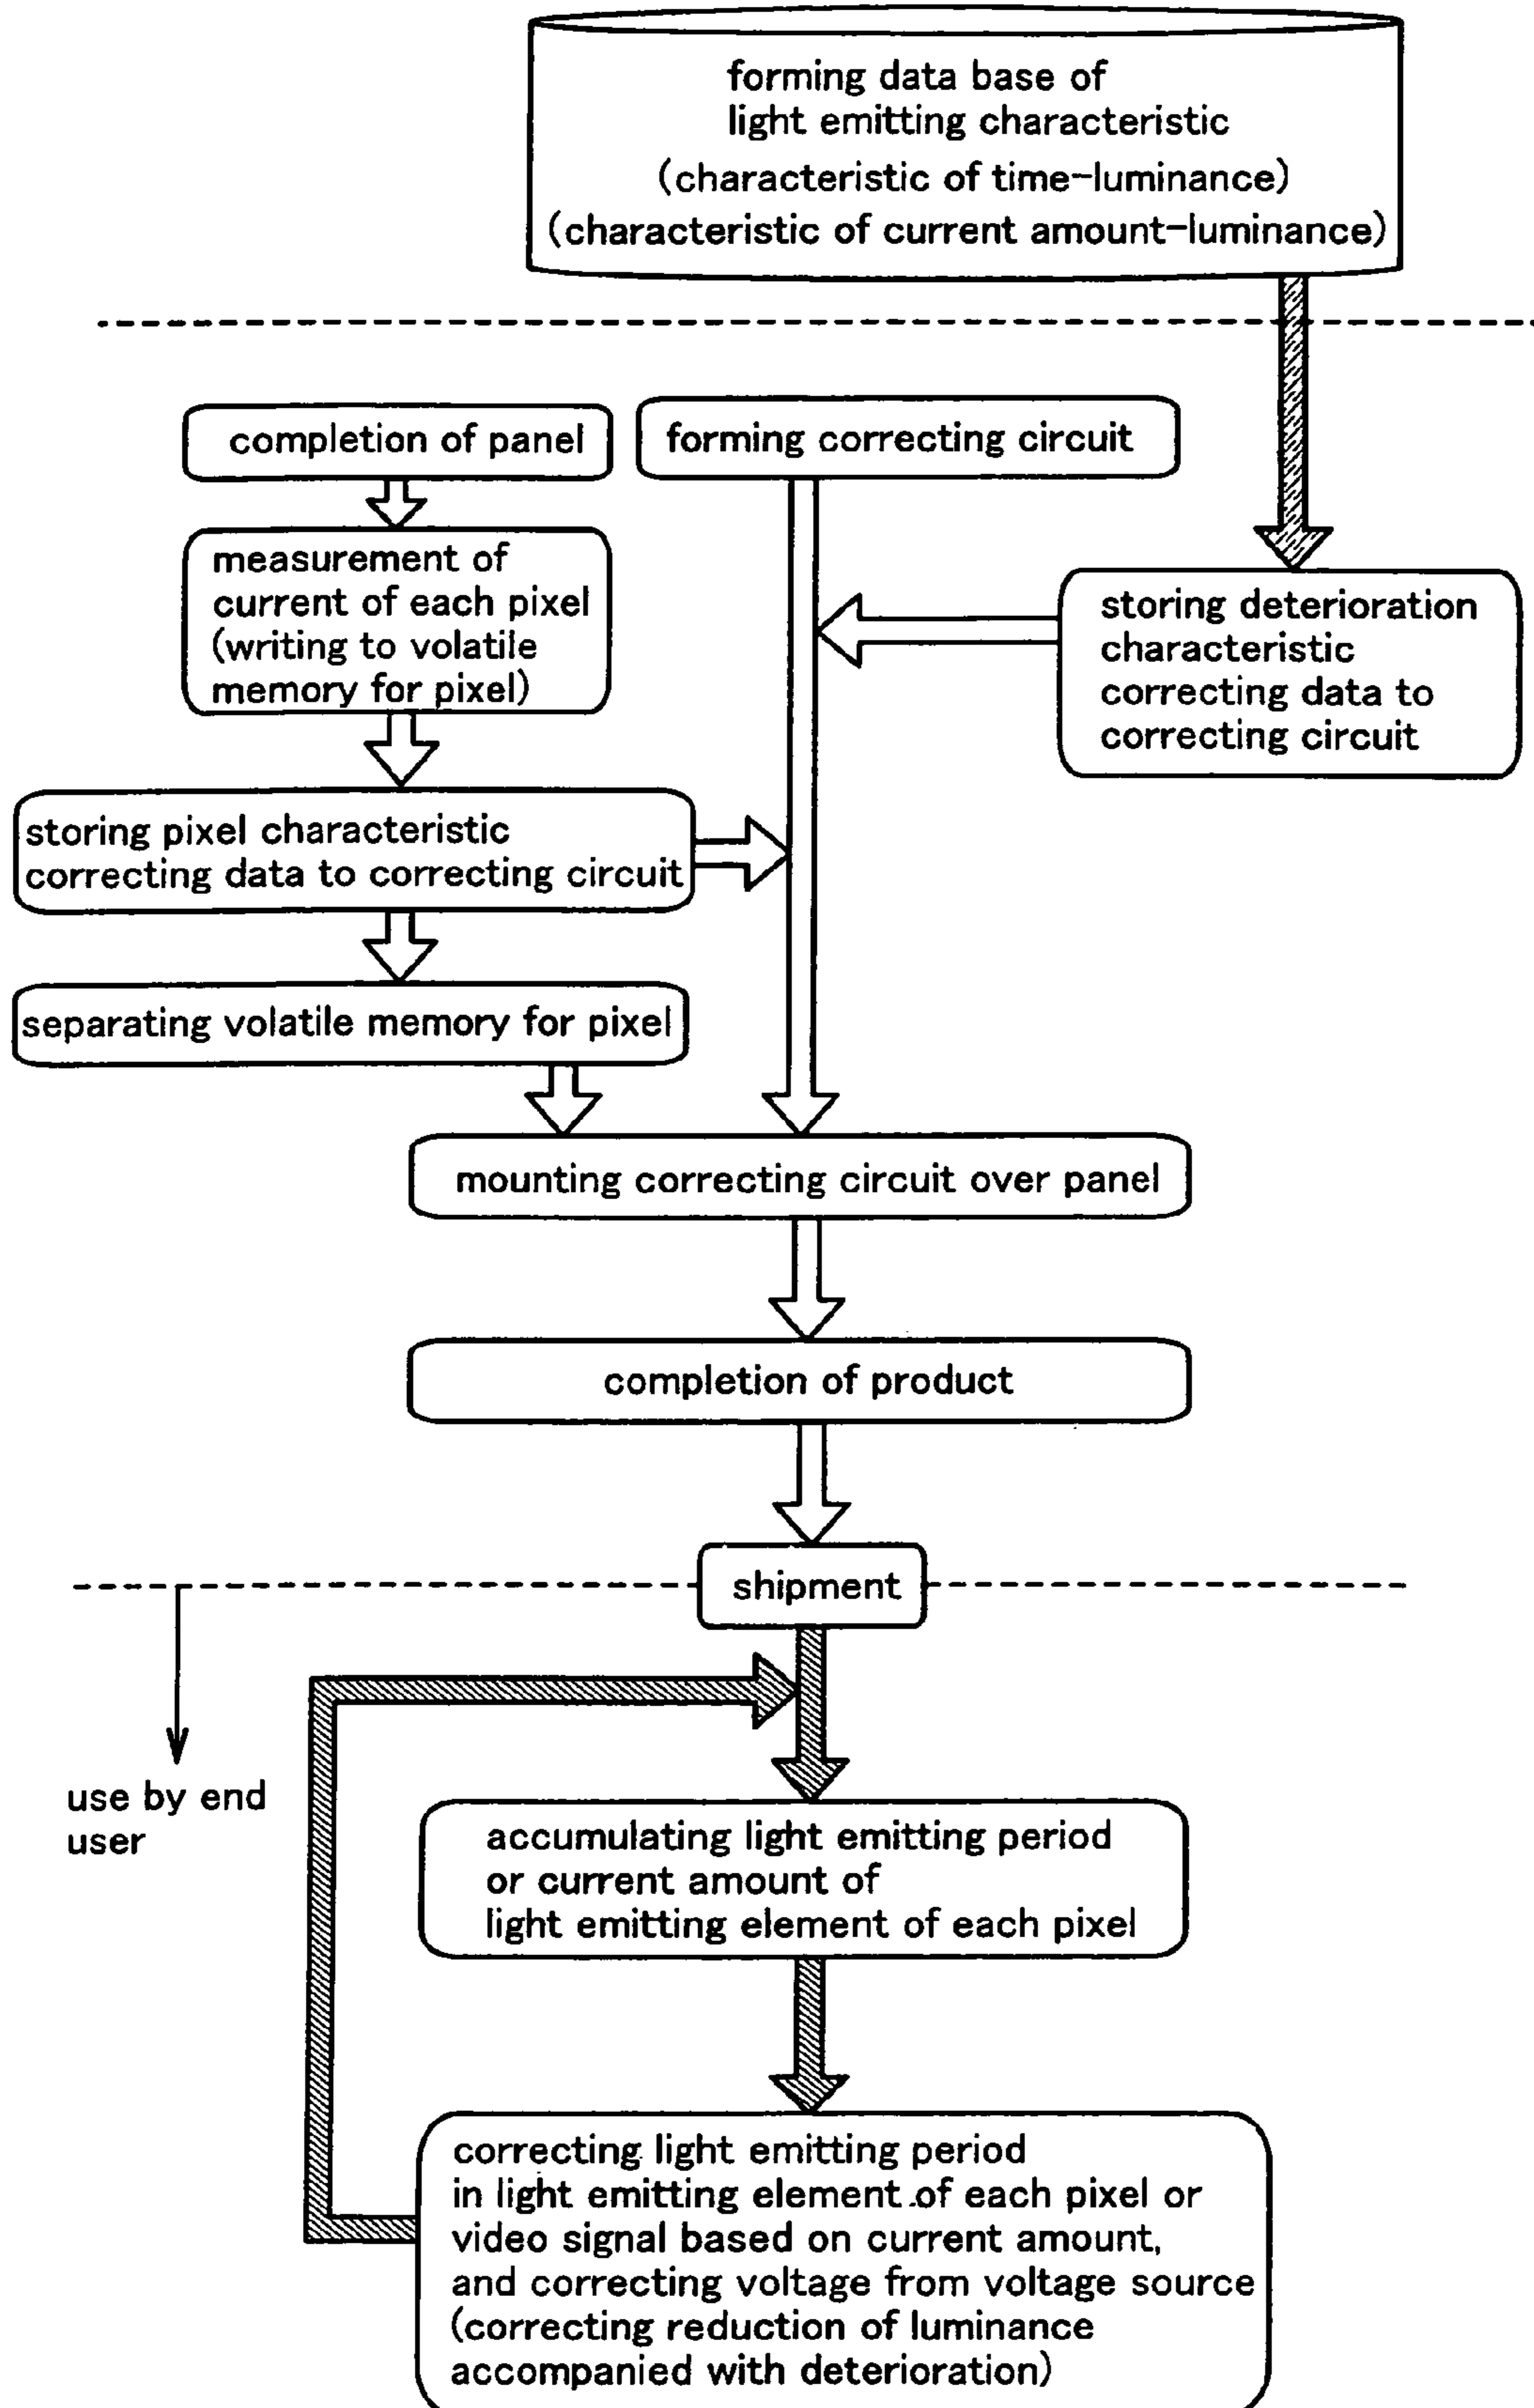 forming data base of
light emitting characteristic
(characteristic of time-luminance)
(characteristic of current amount-luminance)
completion of panel
forming correcting circuit
measurement of
current of each pixel
(writing to volatile
memory for pixel)
storing deterioration
characteristic
correcting data to
correcting circuit
storing pixel characteristic
correcting data to correcting circuit
separating volatile memory for pixel
mounting correcting circuit over panel
completion of product
shipment
use by end
user
accumulating light emitting period
or current amount of
light emitting element of each pixel
correcting light emitting period
in light emitting element of each pixel or
video signal based on current amount,
and correcting voltage from voltage source
(correcting reduction of luminance
accompanied with deterioration)